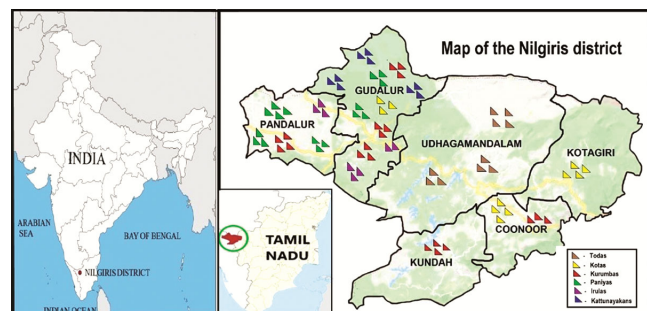 INDIA
ARABIAN
SEA
BAY OF BENGAL
NILGIRIS DISTRICT
INDIAN OCEAN
TAMIL
NADU
Map of the Nilgiris district
GUDALUR
PANDALUR
UDHAGAMANDALAM
KOTAGIRI
COONOOR
KUNDAH
- Todas
- Kotas
- Kurumbas
- Paniyas
- Irulas
- Kattunayakans